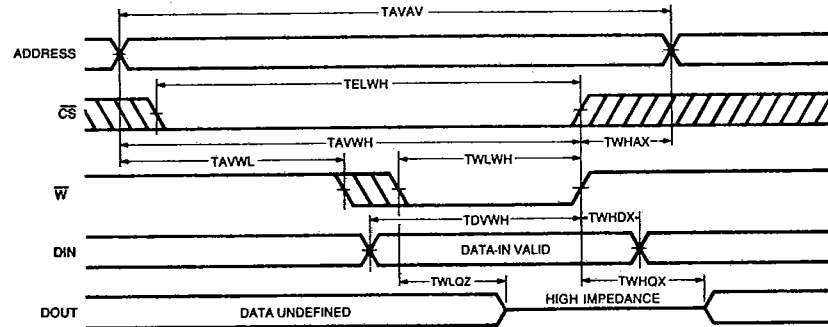 TAVAV
ADDRESS
TELWH
CS
TAVWH
TWHAX
TAVWL
TWLWH
W
TDVWH
TWHDX
DIN
DATA-IN VALID
TWLQZ
TWHQX
DOUT
DATA UNDEFINED
HIGH IMPEDANCE